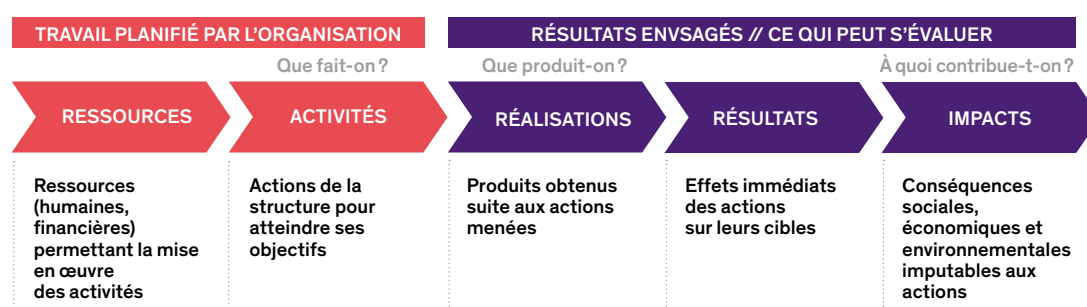 TRAVAIL PLANIFIÉ PAR L'ORGANISATION
RÉSULTATS ENVSAGÉS // CE QUI PEUT S'ÉVALUER
Que fait-on ?
Que produit-on ?
À quoi contribue-t-on ?
RESSOURCES
ACTIVITÉS
RÉALISATIONS
RÉSULTATS
IMPACTS
Ressources
(humaines,
financières)
permettant la mise
en œuvre
des activités
Actions de la
structure pour
atteindre ses
objectifs
Produits obtenus
suite aux actions
menées
Effets immédiats
des actions
sur leurs cibles
Conséquences
sociales,
économiques et
environnementales
imputables aux
actions